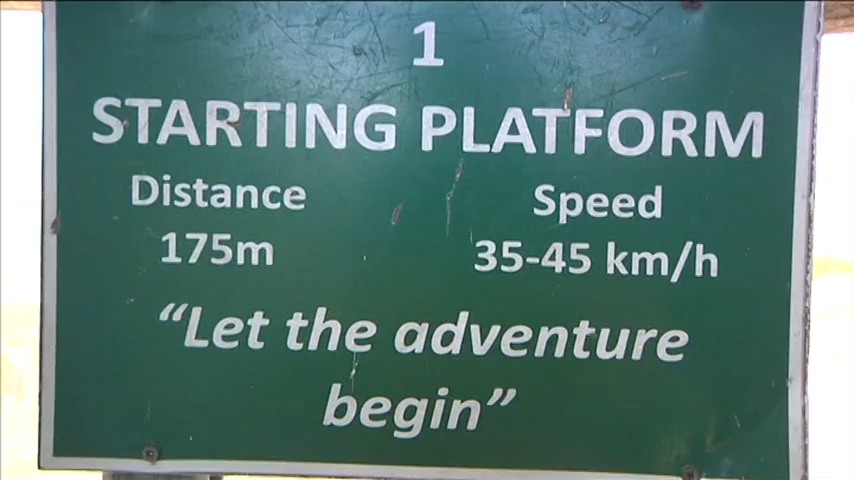 1
STARTING PLATFORM
Distance Speed
175m 35-45 km/h
“Let the adventure
begin”